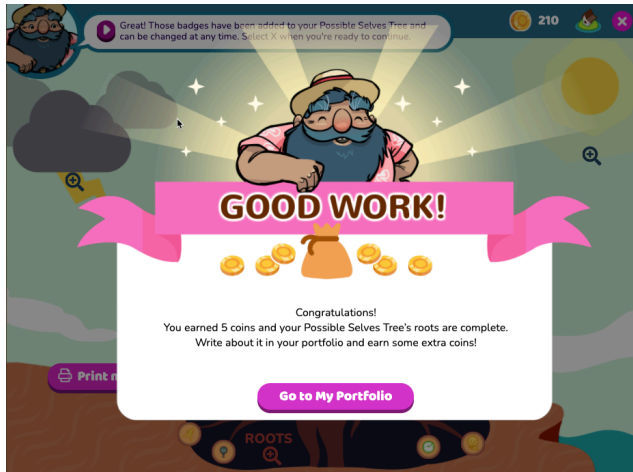 Great! Those badges have been added to your Possible Selves Tree and
can be changed at any time. Select X when you're ready to continue.
210
GOOD WORK!
Congratulations!
You earned 5 coins and your Possible Selves Tree's roots are complete.
Write about it in your portfolio and earn some extra coins!
Print
Go to My Portfolio
ROOTS